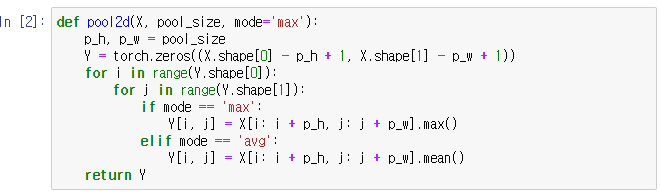 In [2]: def pool2d(X, pool_size, mode='max'):
    p_h, p_w = pool_size
    Y = torch.zeros((X.shape[0] - p_h + 1, X.shape[1] - p_w + 1))
    for i in range(Y.shape[0]):
        for j in range(Y.shape[1]):
            if mode == 'max':
                Y[i, j] = X[i: i + p_h, j: j + p_w].max()
            elif mode == 'avg':
                Y[i, j] = X[i: i + p_h, j: j + p_w].mean()
    return Y